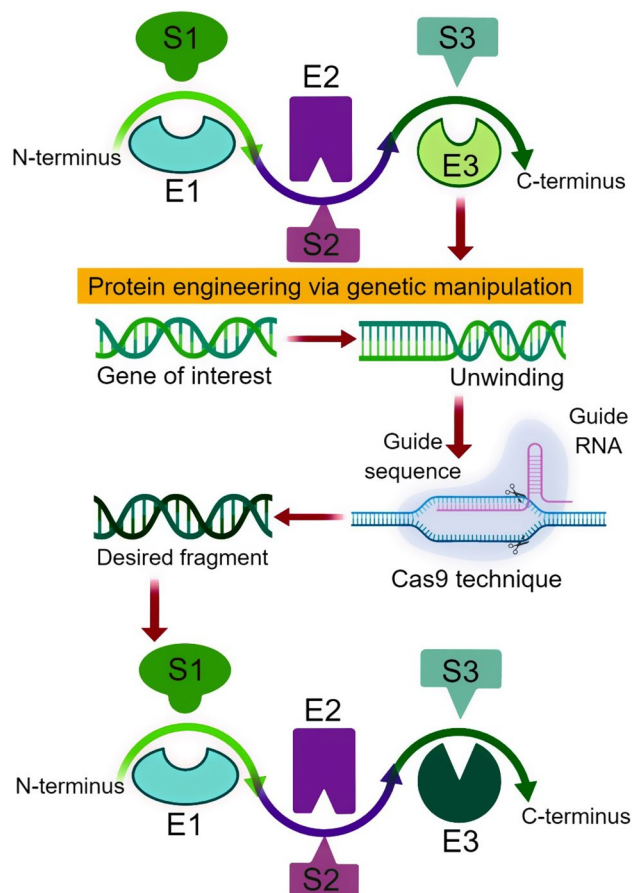 S1
S3
E2
N-terminus
E1
E3
C-terminus
S2
Protein engineering via genetic manipulation
Gene of interest
Unwinding
Guide
RNA
Guide
sequence
Desired fragment
Cas9 technique
S1
S3
E2
N-terminus
E1
E3
C-terminus
S2